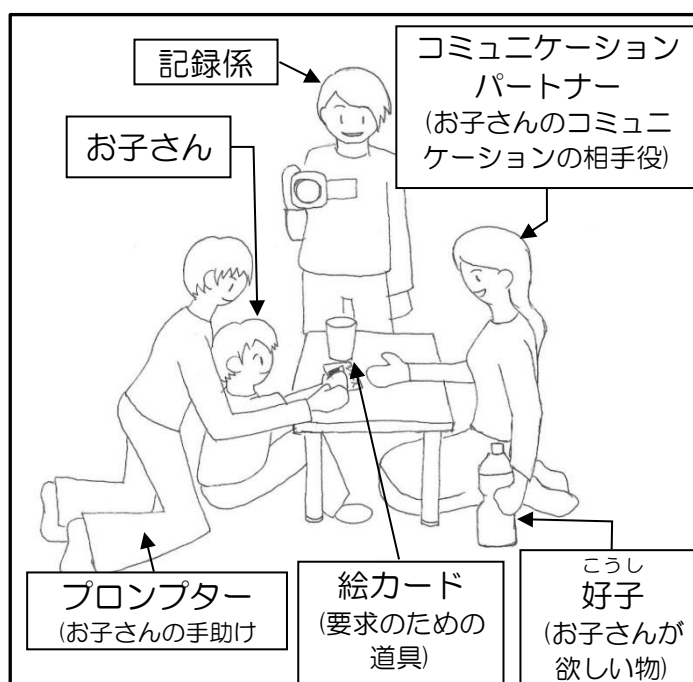 記録係
コミュニケーション
パートナー
(お子さんのコミュニ
ケーションの相手役)
お子さん
プロンプター
(お子さんの手助け
絵カード
(要求のための
道具)
こうし
好子
(お子さんが
欲しい物)